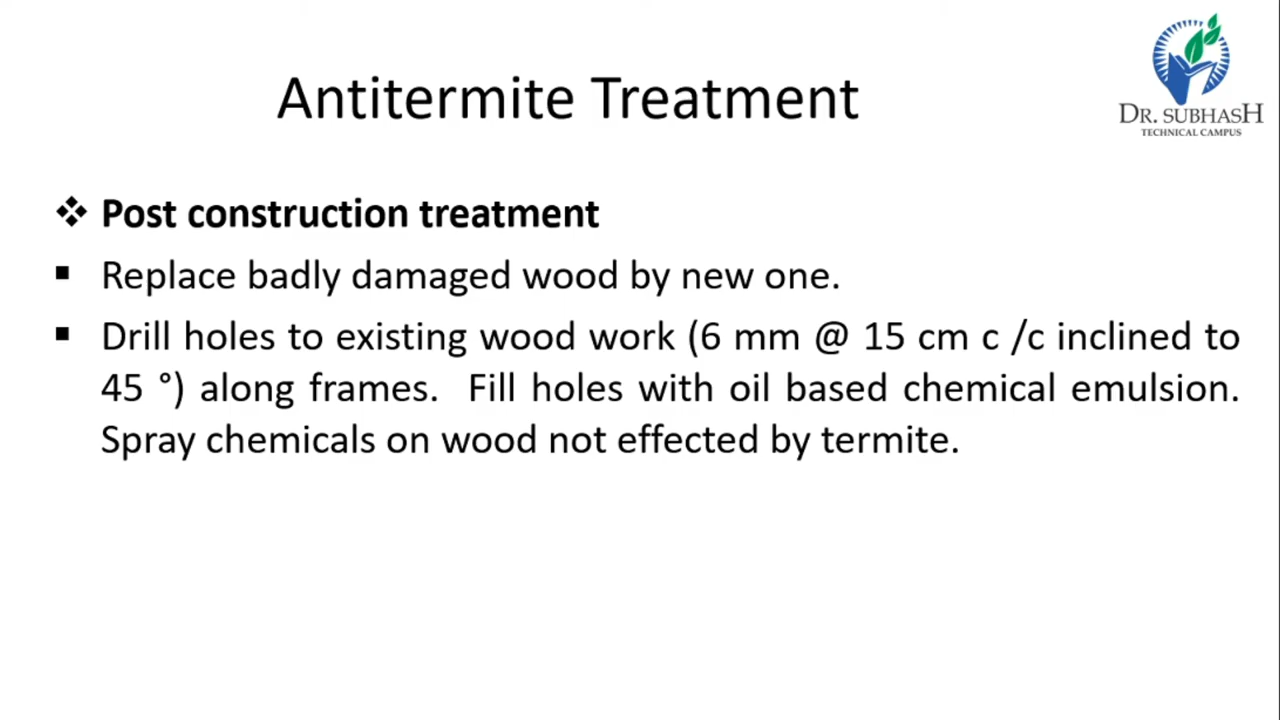 Antitermite Treatment
DR. SUBHASH
TECHNICAL CAMPUS
❖ Post construction treatment
▪ Replace badly damaged wood by new one.
▪ Drill holes to existing wood work (6 mm @ 15 cm c /c inclined to
45 °) along frames. Fill holes with oil based chemical emulsion.
Spray chemicals on wood not effected by termite.